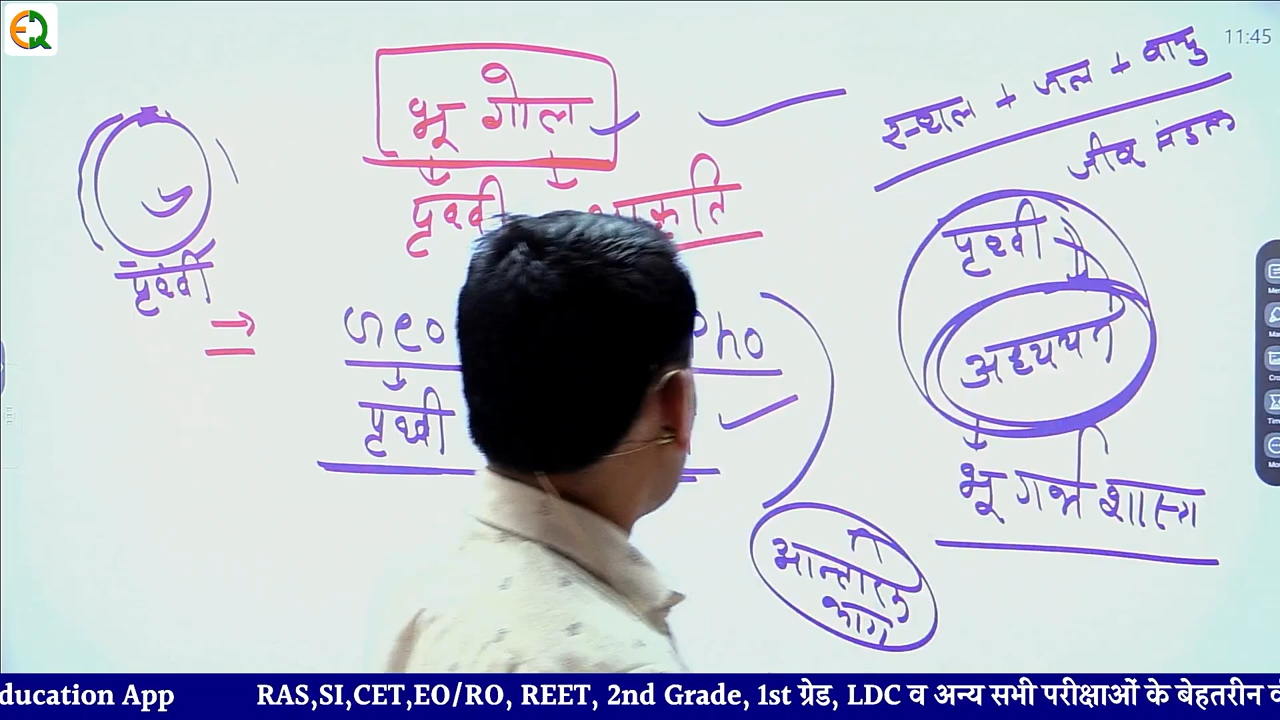 11:45
भू गोल
स्थल + जल + वायु
जीव मंडल
पृथ्वी
पृथ्वी
पृथ्वी
अध्ययन
Geo
pho
पृथ्वी
भू गर्भ शास्त्र
आन्तरिक
भाग
ducation App RAS,SI,CET,EO/RO, REET, 2nd Grade, 1st ग्रेड, LDC व अन्य सभी परीक्षाओं के बेहतरीन